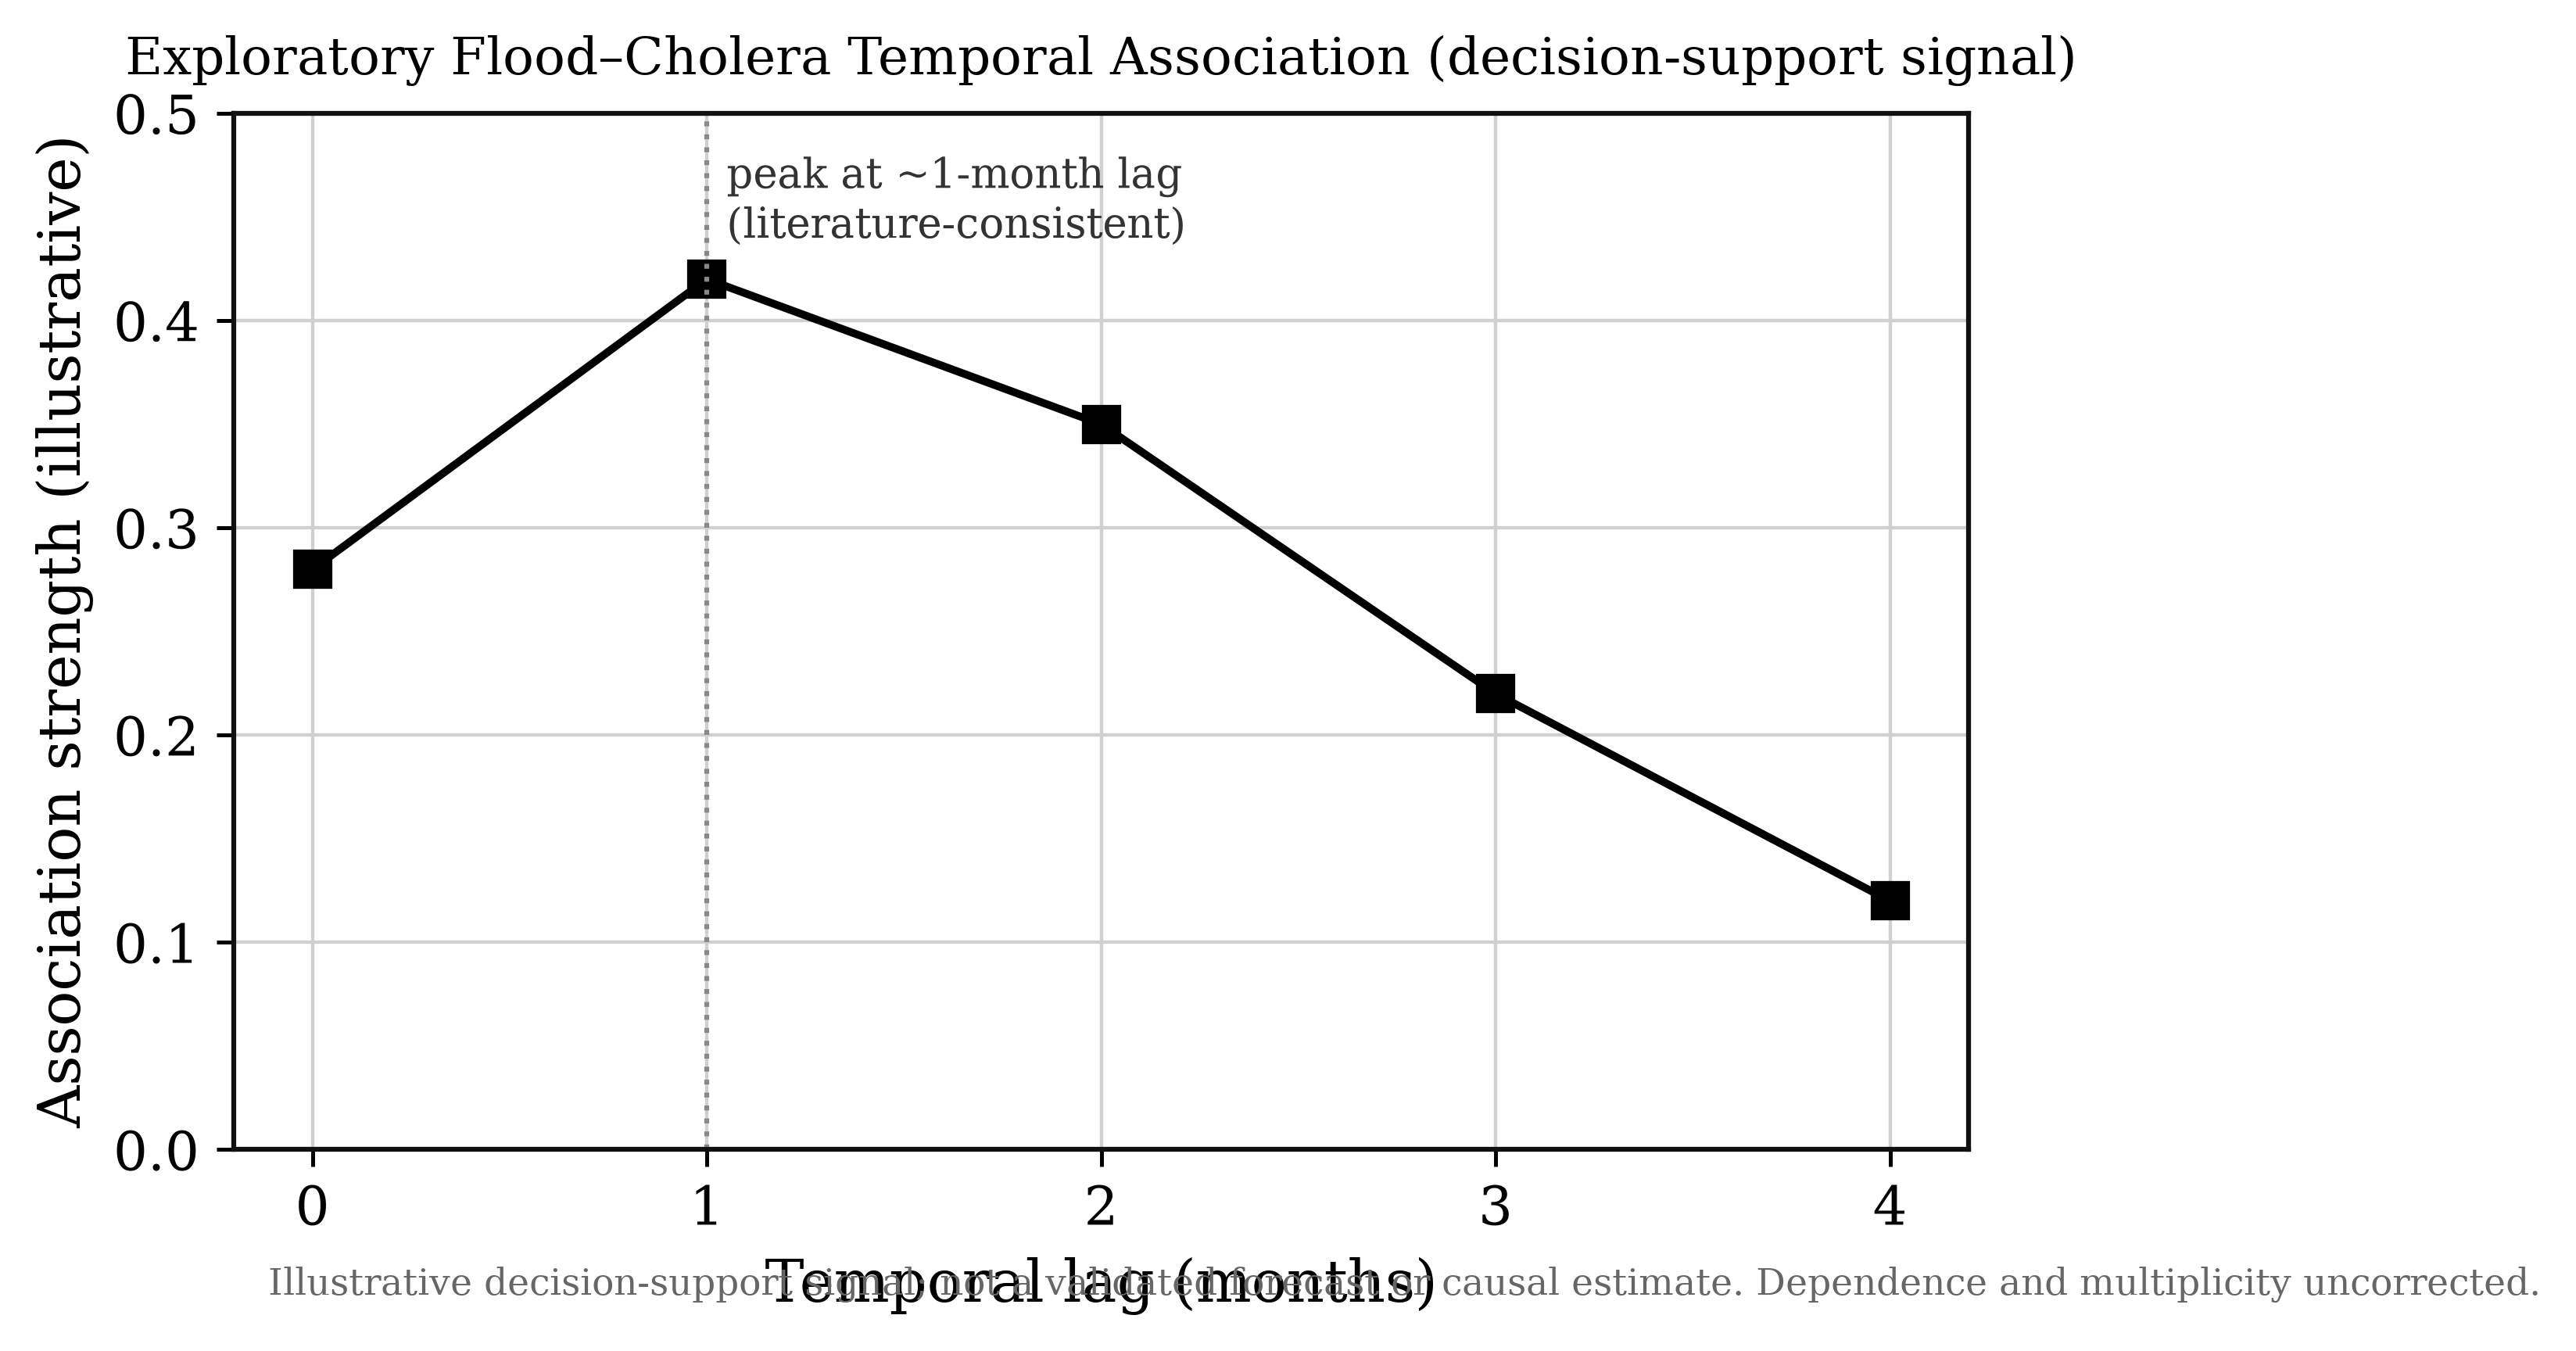 Exploratory Flood–Cholera Temporal Association (decision-support signal)
Association strength (illustrative)
0.5
0.4
0.3
0.2
0.1
0.0
peak at ~1-month lag
(literature-consistent)
0 1 2 3 4
Temporal lag (months)
Illustrative decision-support signal; not a validated forecast or causal estimate. Dependence and multiplicity uncorrected.